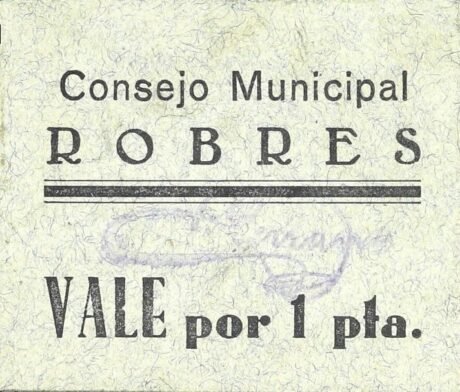 Consejo Municipal
ROBRES
VALE por 1 pta.